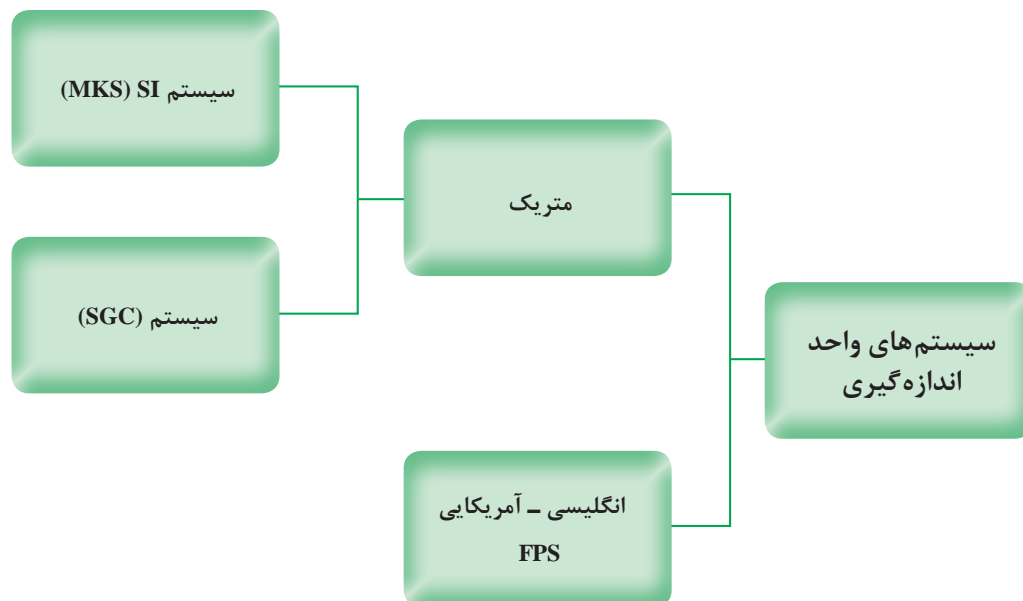 سیستم‌های واحد
اندازه‌گیری
متریک
سیستم SI (MKS)
سیستم (SGC)
انگلیسی ـ آمریکایی
FPS